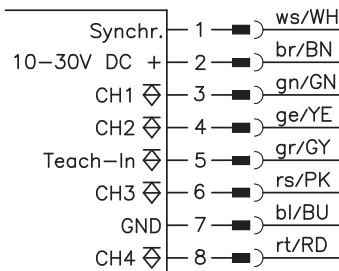 Synchr. 1 ws/WH
10-30V DC + 2 br/BN
CH1 3 gn/GN
CH2 4 ge/YE
Teach-In 5 gr/GY
CH3 6 rs/PK
GND 7 bl/BU
CH4 8 rt/RD